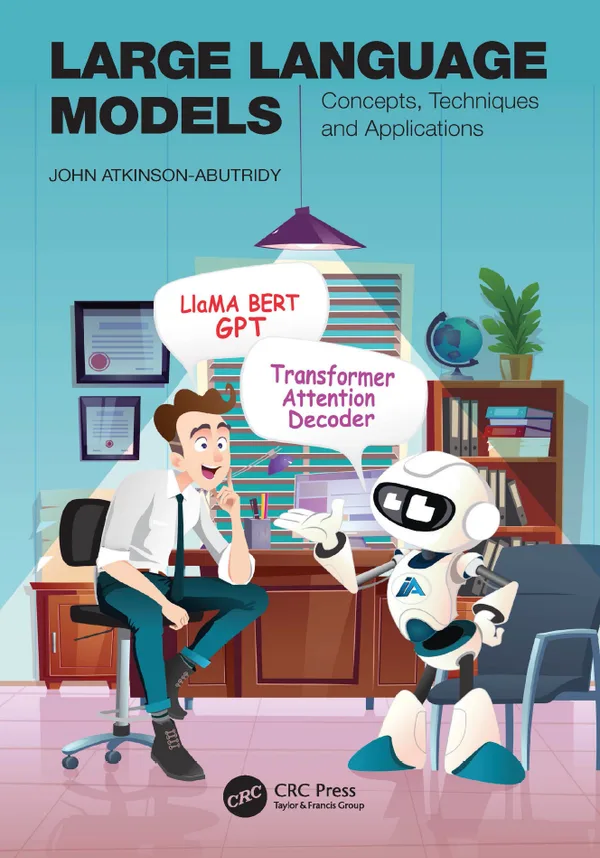 LARGE LANGUAGE
MODELS
Concepts, Techniques
and Applications
JOHN ATKINSON-ABUTRIDY
LlaMA BERT
GPT
Transformer
Attention
Decoder
iA
CRC
CRC Press
Taylor & Francis Group